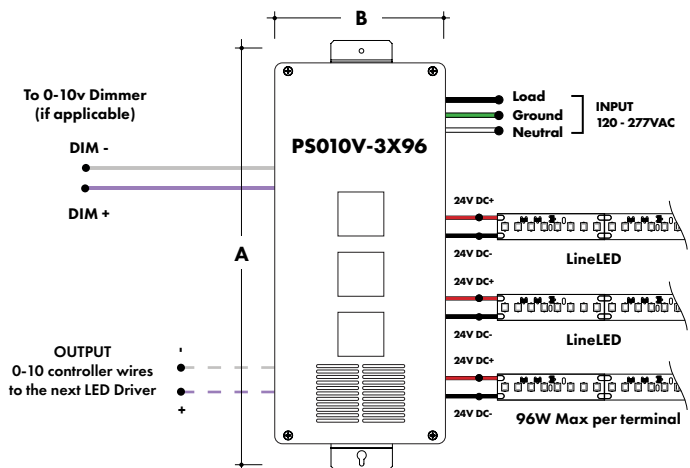 B
To 0-10v Dimmer
(if applicable)
DIM -
DIM +
A
PS010V-3X96
Load
Ground
Neutral
INPUT
120 - 277VAC
24V DC+
24V DC-
LineLED
24V DC+
24V DC-
LineLED
24V DC+
24V DC-
96W Max per terminal
OUTPUT
0-10 controller wires
to the next LED Driver
-
+